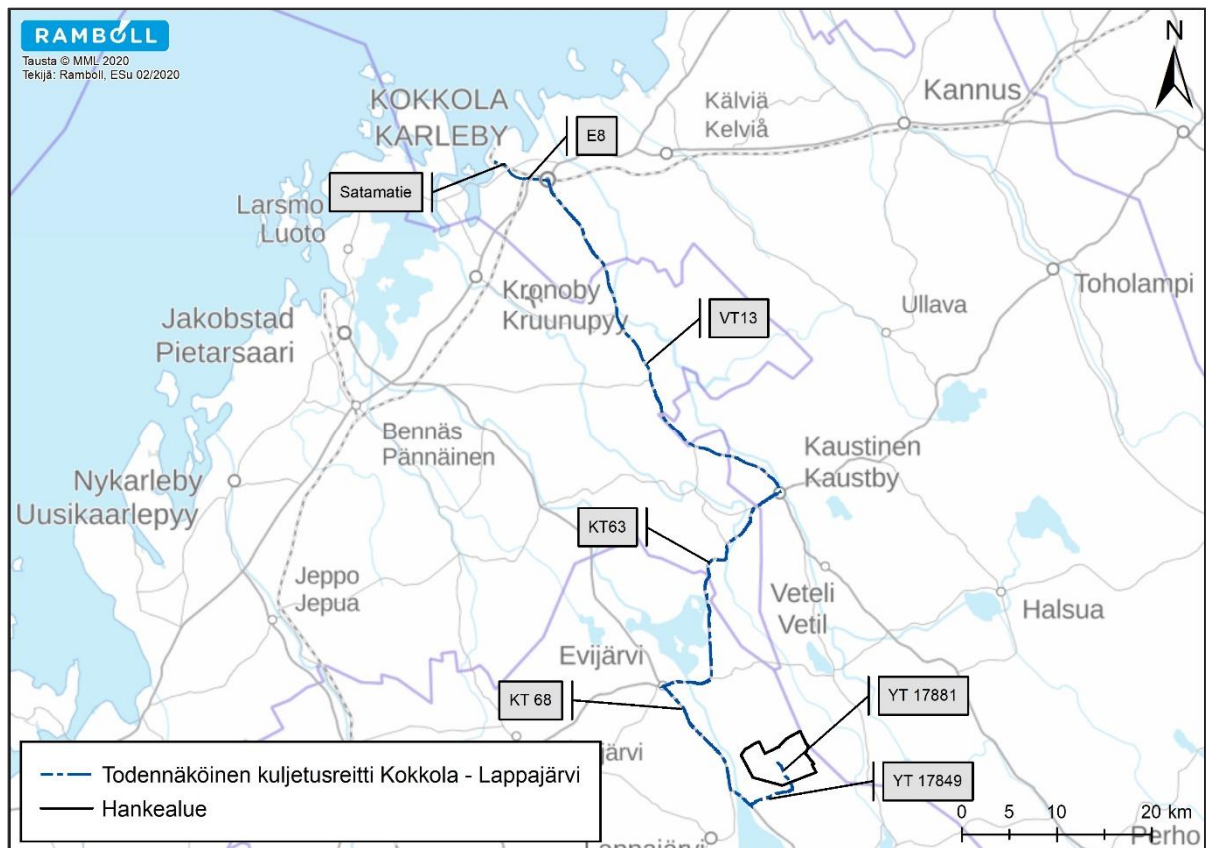 RAMBOLL
Tausta © MML 2020
Tekijä: Ramboll, ESu 02/2020
N
KOKKOLA
KARLEBY
Kälviä
Kelviå
Kannus
E8
Satamatie
Larsmo
Luoto
Kronoby
Kruunupyy
Ullava
Toholampi
VT13
Jakobstad
Pietarsaari
Bennäs
Pännäinen
Kaustinen
Kaustby
Nykarleby
Uusikaarlepyy
KT63
Jeppo
Jepua
Veteli
Vetil
Halsua
Evijärvi
KT 68
YT 17881
järvi
YT 17849
Todennäköinen kuljetusreitti Kokkola - Lappajärvi
Hankealue
0 5 10 20 km
Perho